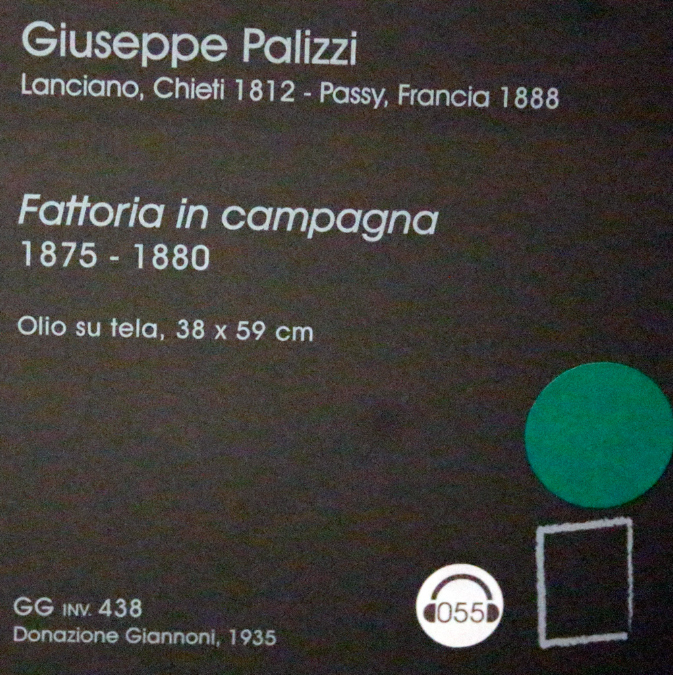 Giuseppe Palizzi
Lanciano, Chieti 1812 - Passy, Francia 1888
Fattoria in campagna
1875 - 1880
Olio su tela, 38 x 59 cm
GG INV. 438
Donazione Giannoni, 1935
055